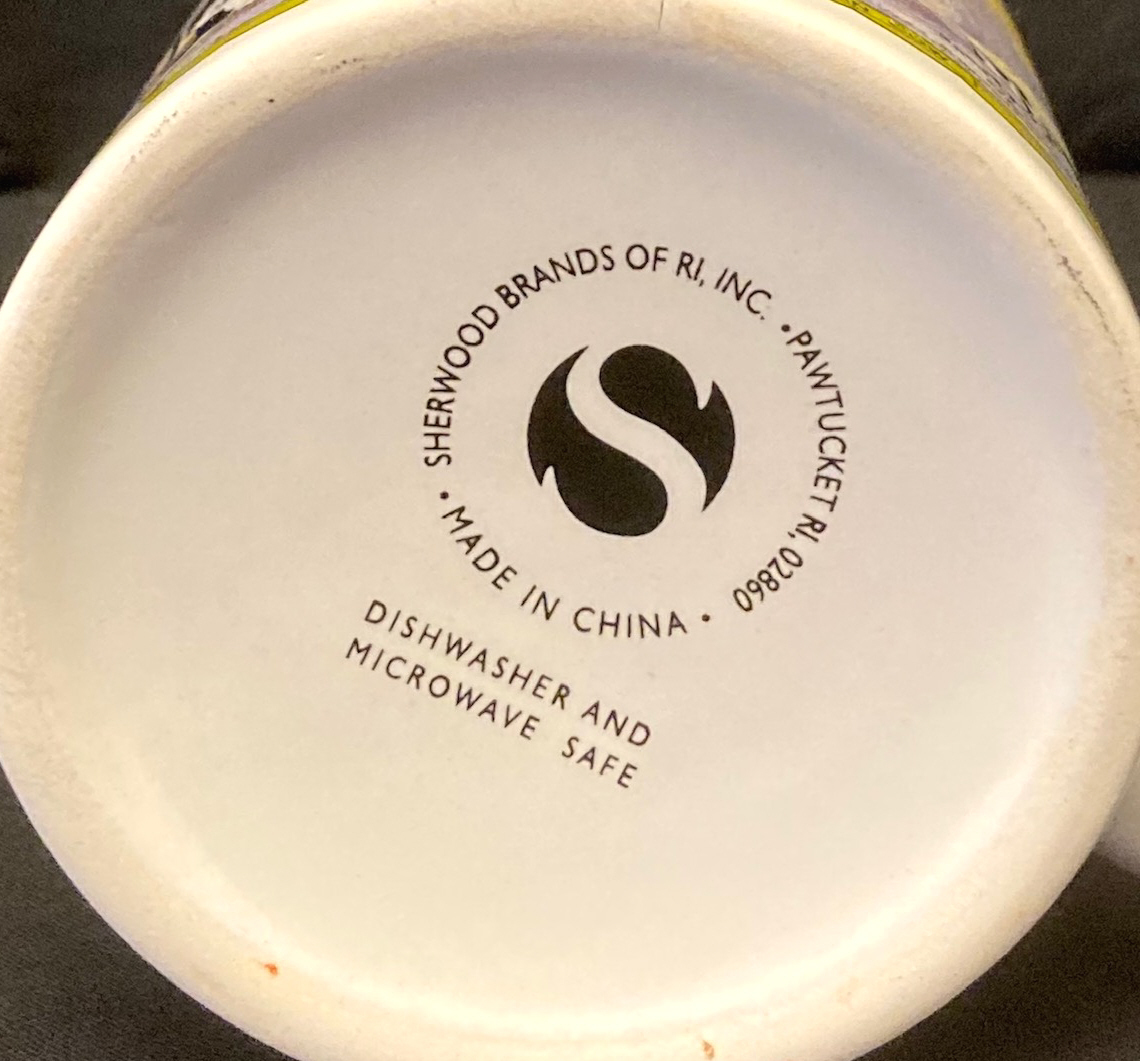 SHERWOOD BRANDS OF RI, INC. • PAWTUCKET RI, 02860
• MADE IN CHINA •
DISHWASHER AND
MICROWAVE SAFE